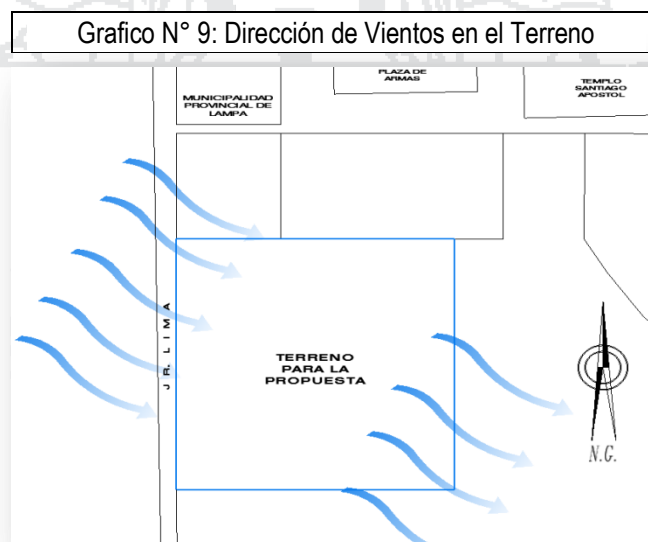 Grafico N° 9: Dirección de Vientos en el Terreno
MUNICIPALIDAD
PROVINCIAL DE
LAMPA
PLAZA DE
ARMAS
TEMPLO
SANTIAGO
APOSTOL
JR. LIMA
TERRENO
PARA LA
PROPUESTA
N.G.